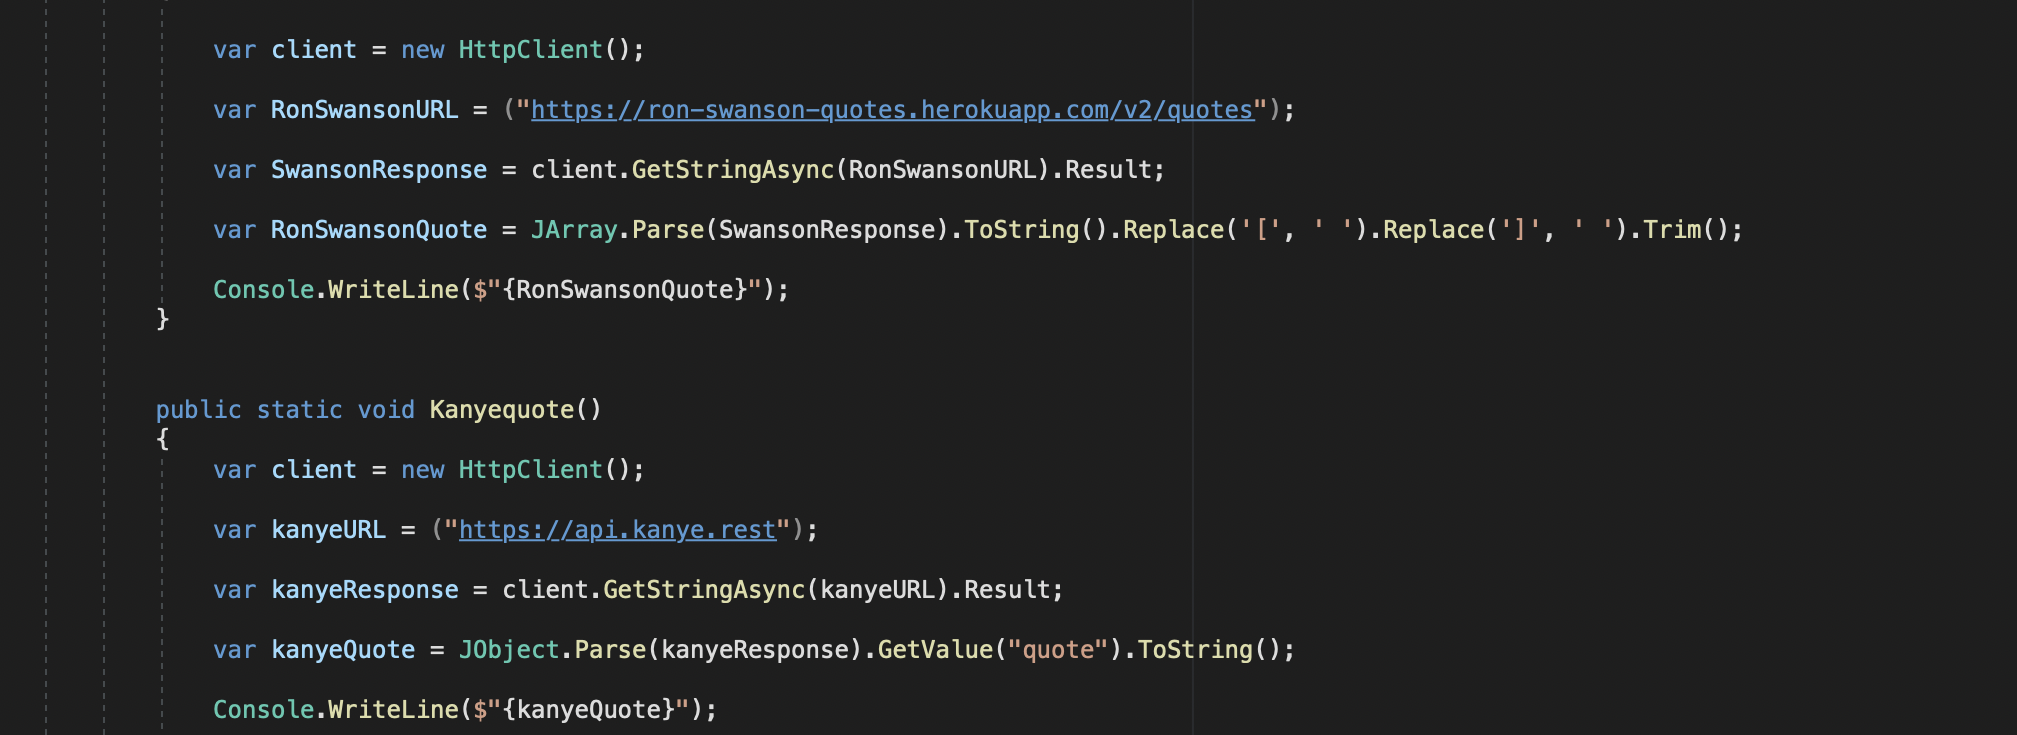 var client = new HttpClient();
var RonSwansonURL = ("https://ron-swanson-quotes.herokuapp.com/v2/quotes");
var SwansonResponse = client.GetStringAsync(RonSwansonURL).Result;
var RonSwansonQuote = JArray.Parse(SwansonResponse).ToString().Replace('[', ' ').Replace(']', ' ').Trim();
Console.WriteLine($"{RonSwansonQuote}");
}
public static void Kanyequote()
{
var client = new HttpClient();
var kanyeURL = ("https://api.kanye.rest");
var kanyeResponse = client.GetStringAsync(kanyeURL).Result;
var kanyeQuote = JObject.Parse(kanyeResponse).GetValue("quote").ToString();
Console.WriteLine($"{kanyeQuote}");